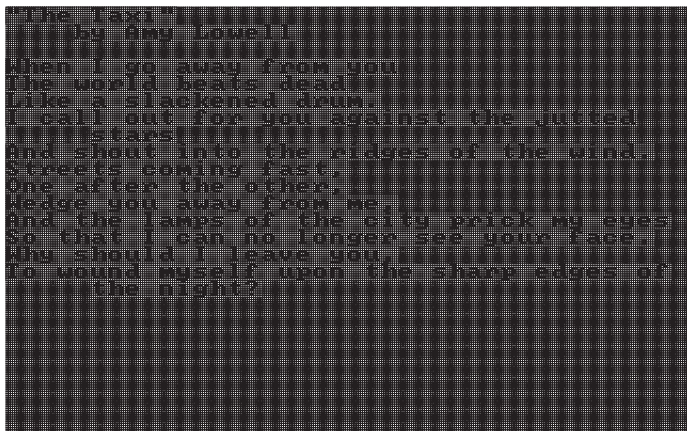 "The Taxi"
by Amy Lowell
When I go away from you
The world beats dead
Like a slackened drum.
I call out for you against the jutted
stars
And shout into the ridges of the wind.
Streets coming fast,
One after the other,
Wedge you away from me,
And the lamps of the city prick my eyes
So that I can no longer see your face.
Why should I leave you,
To wound myself upon the sharp edges of
the night?